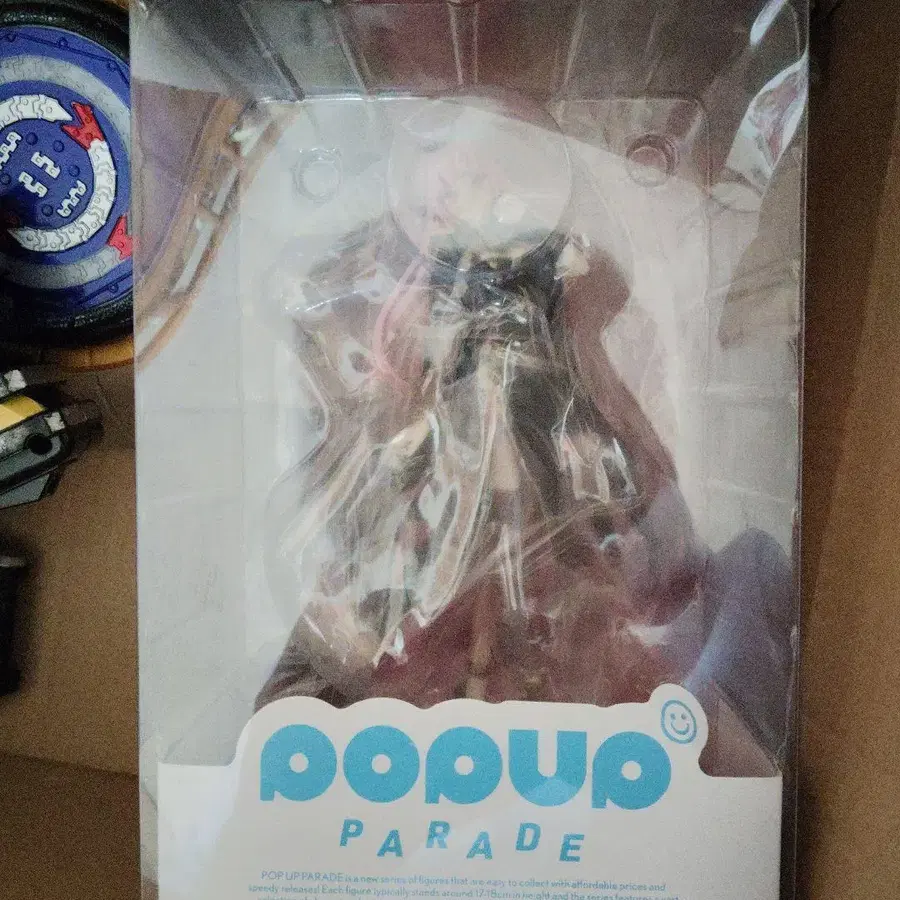 POPUP
PARADE
POP UP PARADE is a new series of figures that are easy to collect with affordable prices and
speedy releases! Each figure typically stands around 17-18cm in height and the series features